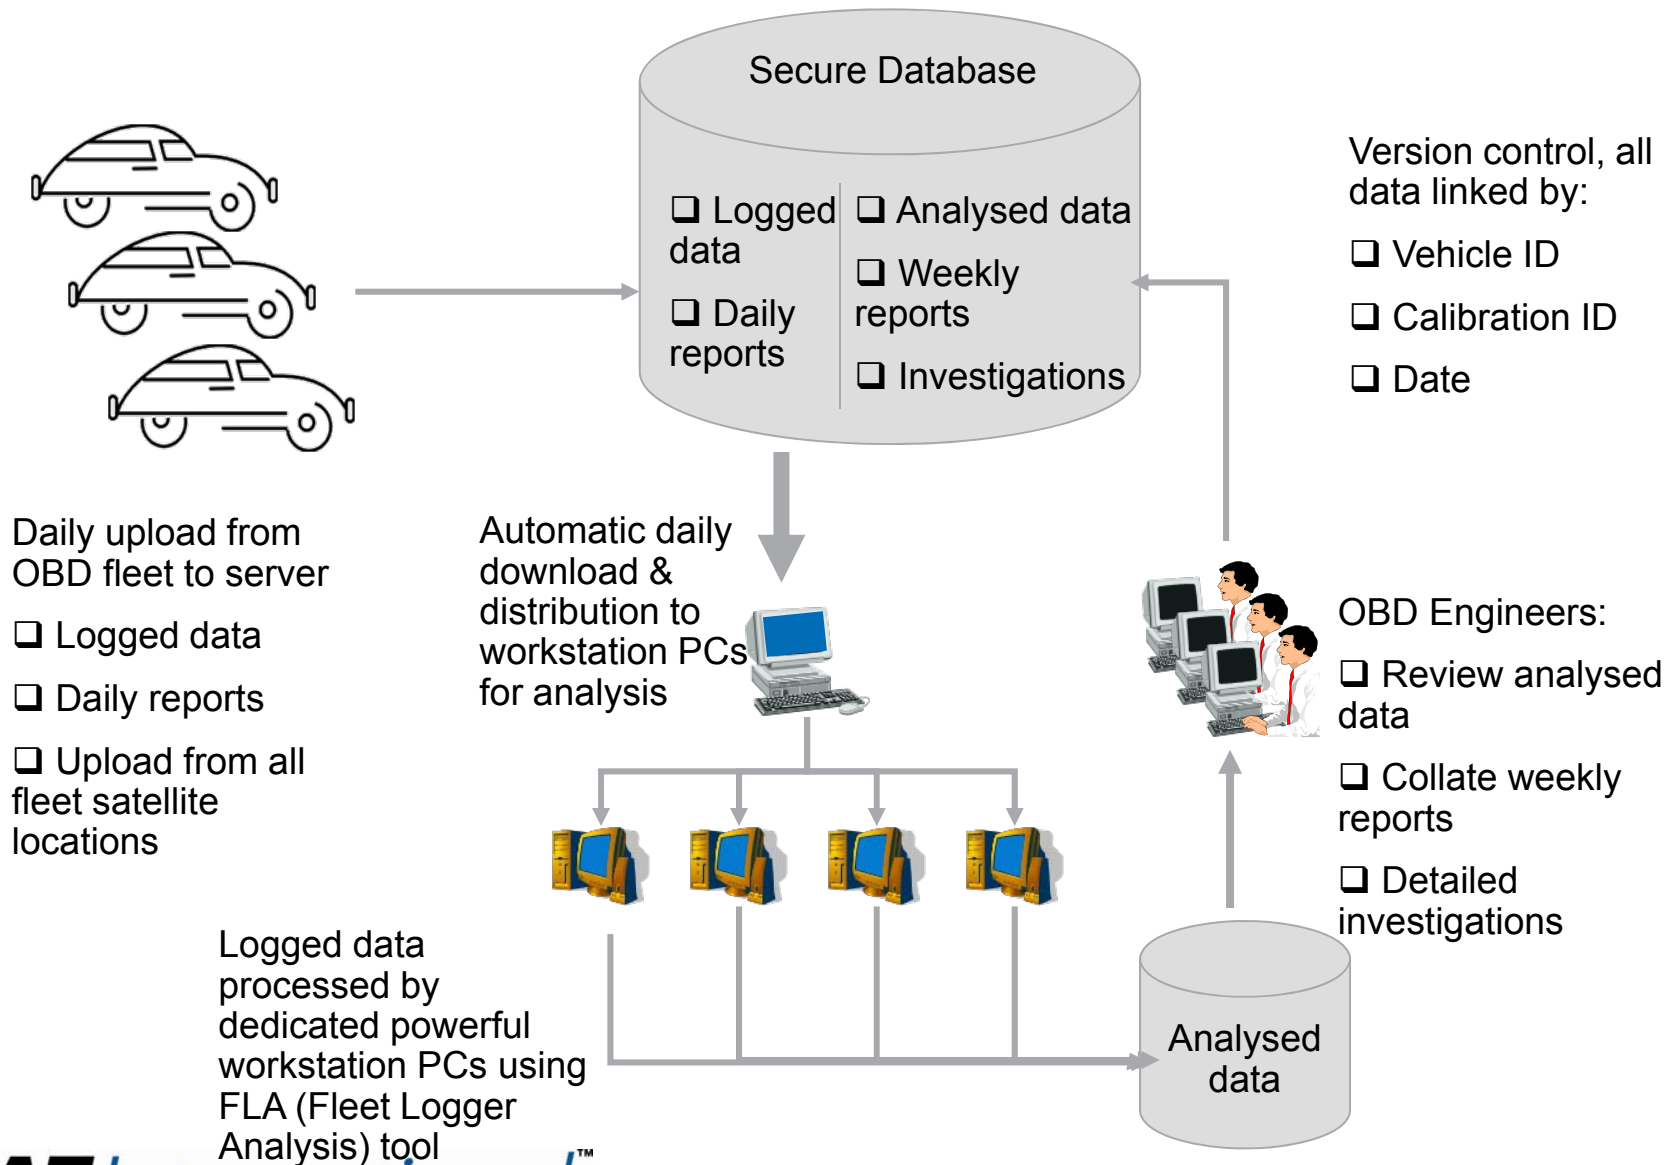 Secure Database
❑ Logged
data
❑ Daily
reports
❑ Analysed data
❑ Weekly
reports
❑ Investigations
Version control, all
data linked by:
❑ Vehicle ID
❑ Calibration ID
❑ Date
Daily upload from
OBD fleet to server
❑ Logged data
❑ Daily reports
❑ Upload from all
fleet satellite
locations
Automatic daily
download &
distribution to
workstation PCs
for analysis
OBD Engineers:
❑ Review analysed
data
❑ Collate weekly
reports
❑ Detailed
investigations
Logged data
processed by
dedicated powerful
workstation PCs using
FLA (Fleet Logger
Analysis) tool
Analysed
data
™